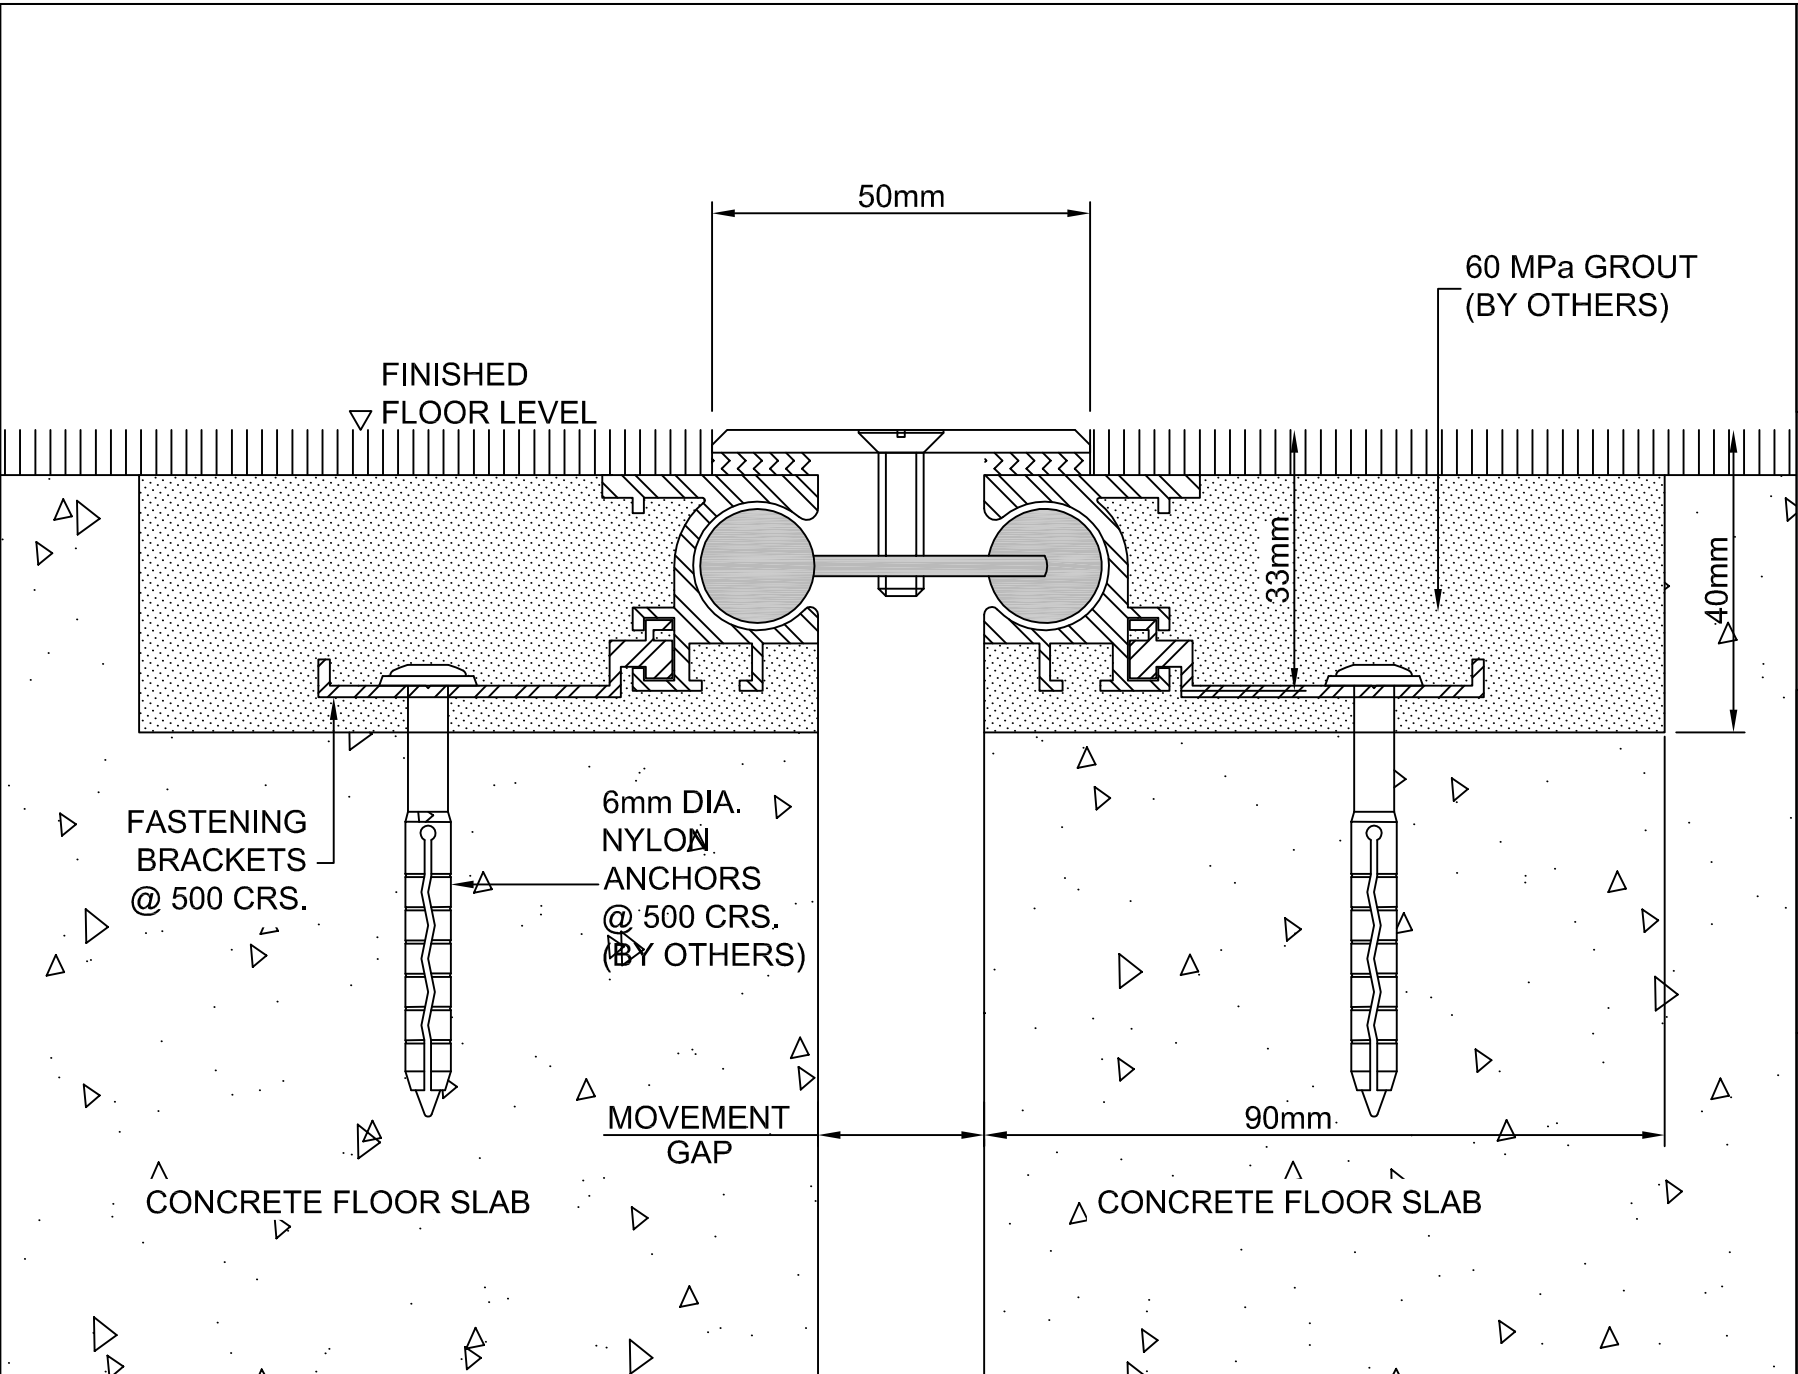 50mm
60 MPa GROUT
(BY OTHERS)
FINISHED
FLOOR LEVEL
33mm
40mm
FASTENING
BRACKETS
@ 500 CRS.
6mm DIA.
NYLON
ANCHORS
@ 500 CRS.
(BY OTHERS)
MOVEMENT
GAP
90mm
CONCRETE FLOOR SLAB
CONCRETE FLOOR SLAB